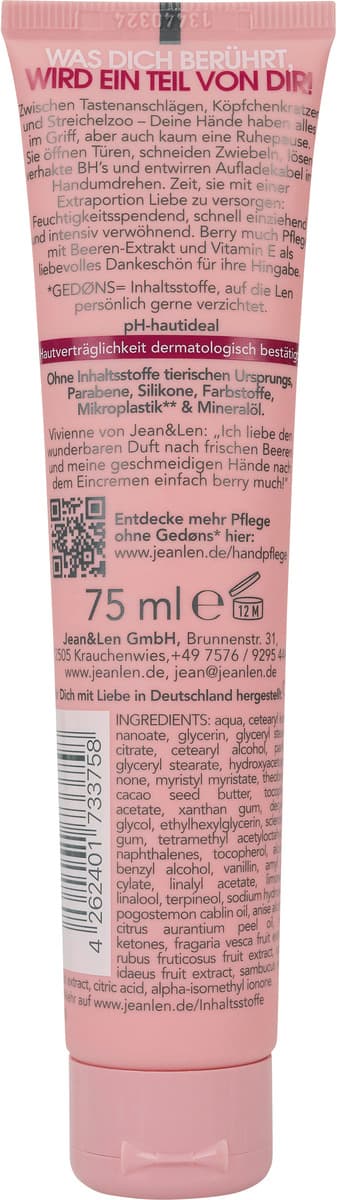 13440324
WAS DICH BERÜHRT,
WIRD EIN TEIL VON DIR!
Zwischen Tastenanschlägen, Köpfchenkratzen
und Streichelzoo – Deine Hände haben alles
im Griff, aber auch kaum eine Ruhepause.
Sie öffnen Türen, schneiden Zwiebeln, lösen
verhakte BH's und entwirren Aufladekabel im
Handumdrehen. Zeit, sie mit einer
Extraportion Liebe zu versorgen:
Feuchtigkeitsspendend, schnell einziehend
und intensiv verwöhnend. Berry much Pflege
mit Beeren-Extrakt und Vitamin E als
liebevolles Dankeschön für ihre Hingabe.
*GEDØNS= Inhaltsstoffe, auf die Len
persönlich gerne verzichtet.
pH-hautideal
Hautverträglichkeit dermatologisch bestätigt
Ohne Inhaltsstoffe tierischen Ursprungs,
Parabene, Silikone, Farbstoffe,
Mikroplastik** & Mineralöl.
Vivienne von Jean&Len: „Ich liebe den
wunderbaren Duft nach frischen Beeren
und meine geschmeidigen Hände nach
dem Eincremen einfach berry much!"
Entdecke mehr Pflege
ohne Gedøns* hier:
www.jeanlen.de/handpflege
75 ml e 12 M
Jean&Len GmbH, Brunnenstr. 31,
2505 Krauchenwies, +49 7576 / 9295 44
www.jeanlen.de, jean@jeanlen.de
Dich mit Liebe in Deutschland hergestellt
INGREDIENTS: aqua, cetearyl
nanoate, glycerin, glyceryl
citrate, cetearyl alcohol,
glyceryl stearate,
none, myristyl myristate,
cacao seed butter,
acetate, xanthan gum,
glycol, ethylhexylglycerin,
gum, tetramethyl
naphthalenes, tocopherol,
benzyl alcohol, vanillin,
cylate, linalyl acetate,
linalool, terpineol, sodium
pogostemon cablin oil, anise
citrus aurantium peel oil,
ketones, fragaria vesca fruit
rubus fruticosus fruit
idaeus fruit extract, sambucus
extract, citric acid, alpha-isomethyl ionone.
auf www.jeanlen.de/Inhaltsstoffe
4 262401 733758